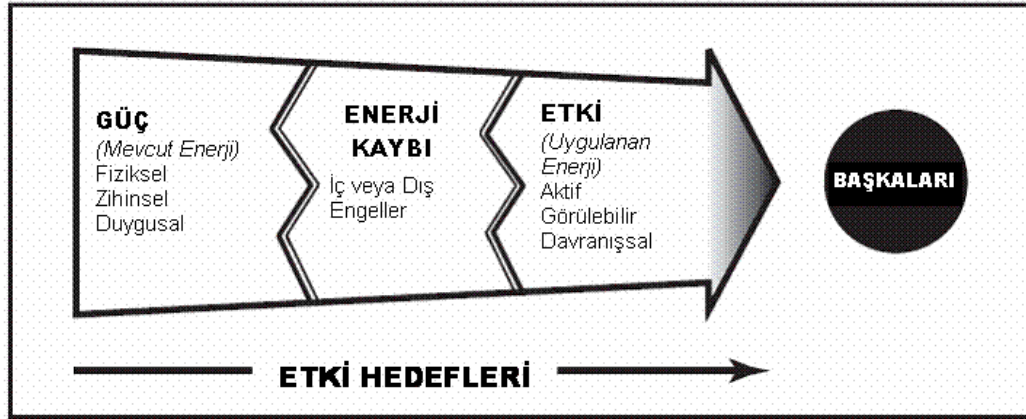 GÜÇ
(Mevcut Enerji)
Fiziksel
Zihinsel
Duygusal
ENERJİ
KAYBI
İç veya Dış
Engeller
ETKİ
(Uygulanan
Enerji)
Aktif
Görülebilir
Davranışsal
BAŞKALARI
ETKİ HEDEFLERİ